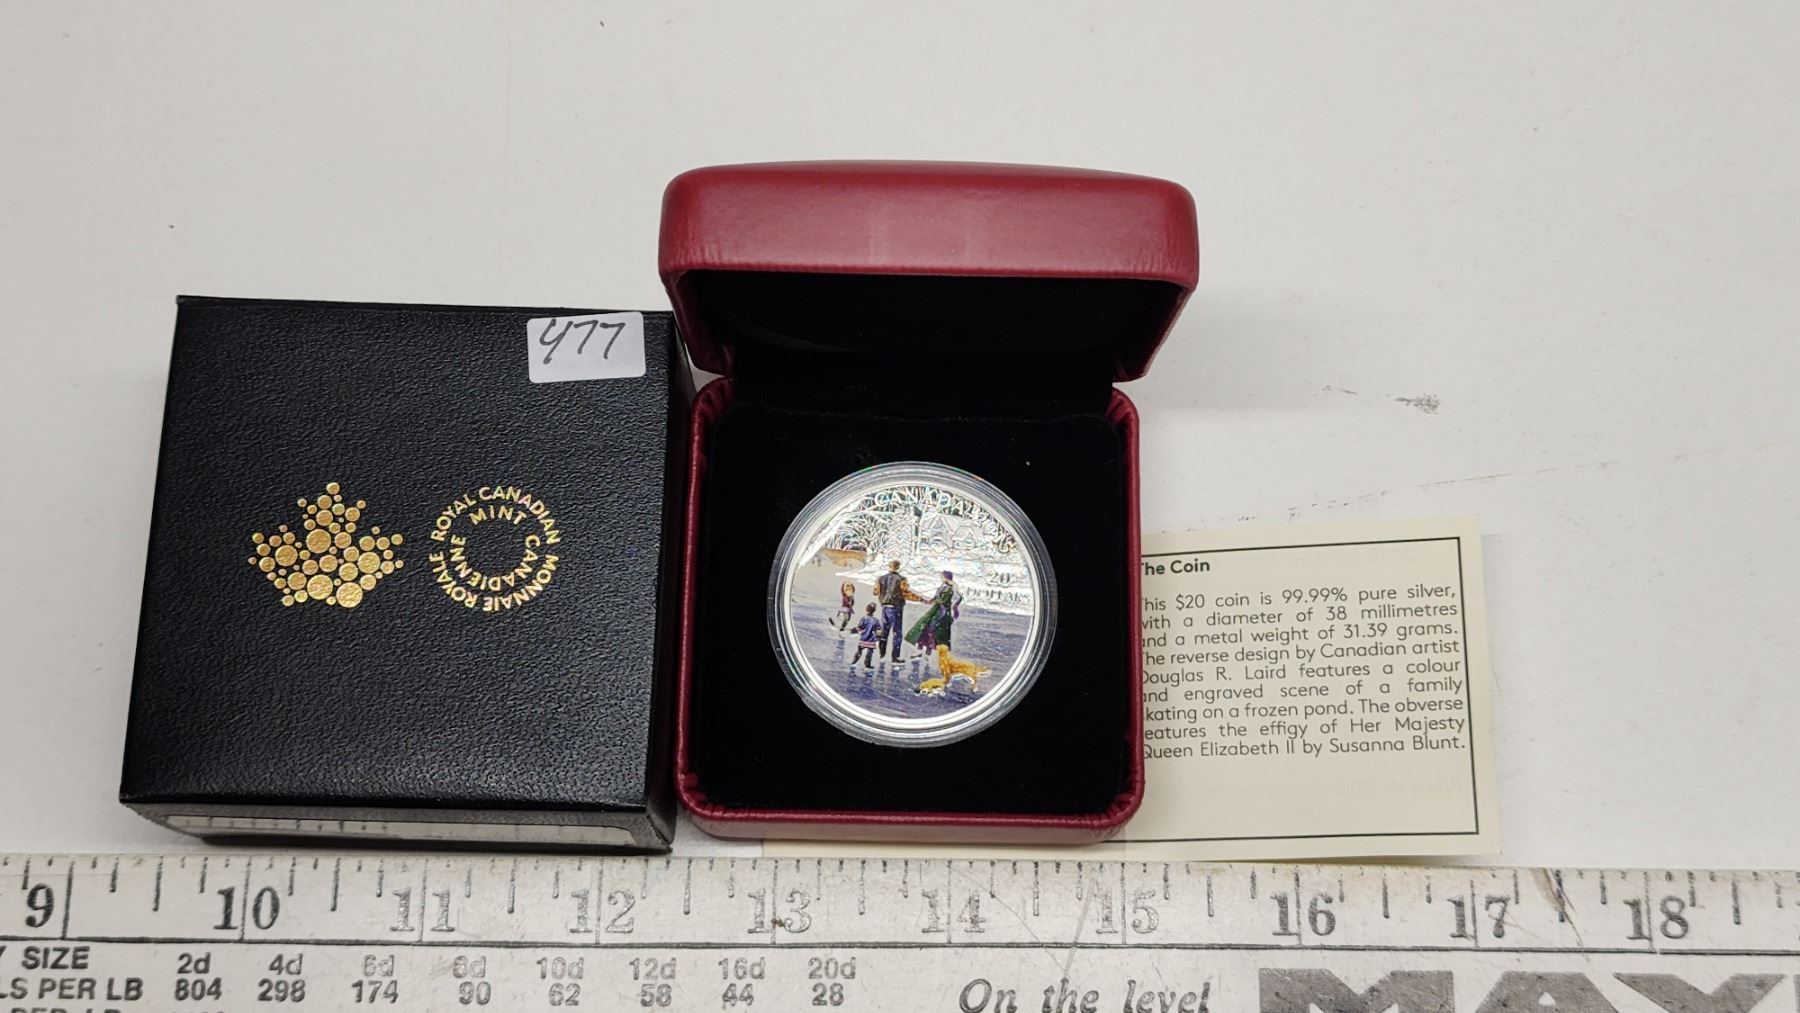 477
ROYAL CANADIAN MINT
MONNAIE ROYALE CANADIENNE
CANADA 2015
20
DOLLARS
The Coin
This $20 coin is 99.99% pure silver,
with a diameter of 38 millimetres
and a metal weight of 31.39 grams.
The reverse design by Canadian artist
Douglas R. Laird features a colour
and engraved scene of a family
skating on a frozen pond. The obverse
features the effigy of Her Majesty
Queen Elizabeth II by Susanna Blunt.
9 10 11 12 13 14 15 16 17 18
SIZE 2d 4d 6d 8d 10d 12d 16d 20d
LS PER LB 804 298 174 90 62 58 44 28
On the level
MAY